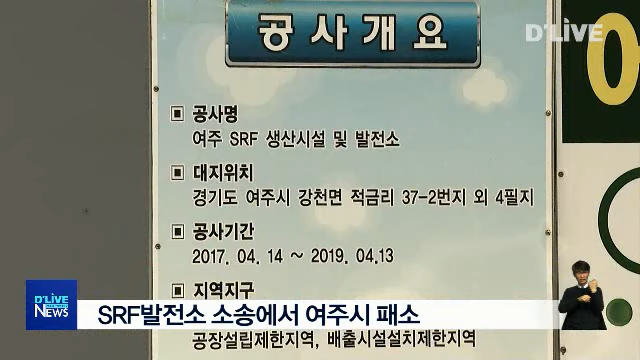 D'LIVE
공사개요
0
공사명
여주 SRF 생산시설 및 발전소
대지위치
경기도 여주시 강천면 적금리 37-2번지 외 4필지
공사기간
2017. 04. 14 ~ 2019. 04.13
지역지구
D'LIVE
NEWS
SRF발전소 소송에서 여주시 패소
공장설립제한지역, 배출시설설치제한지역